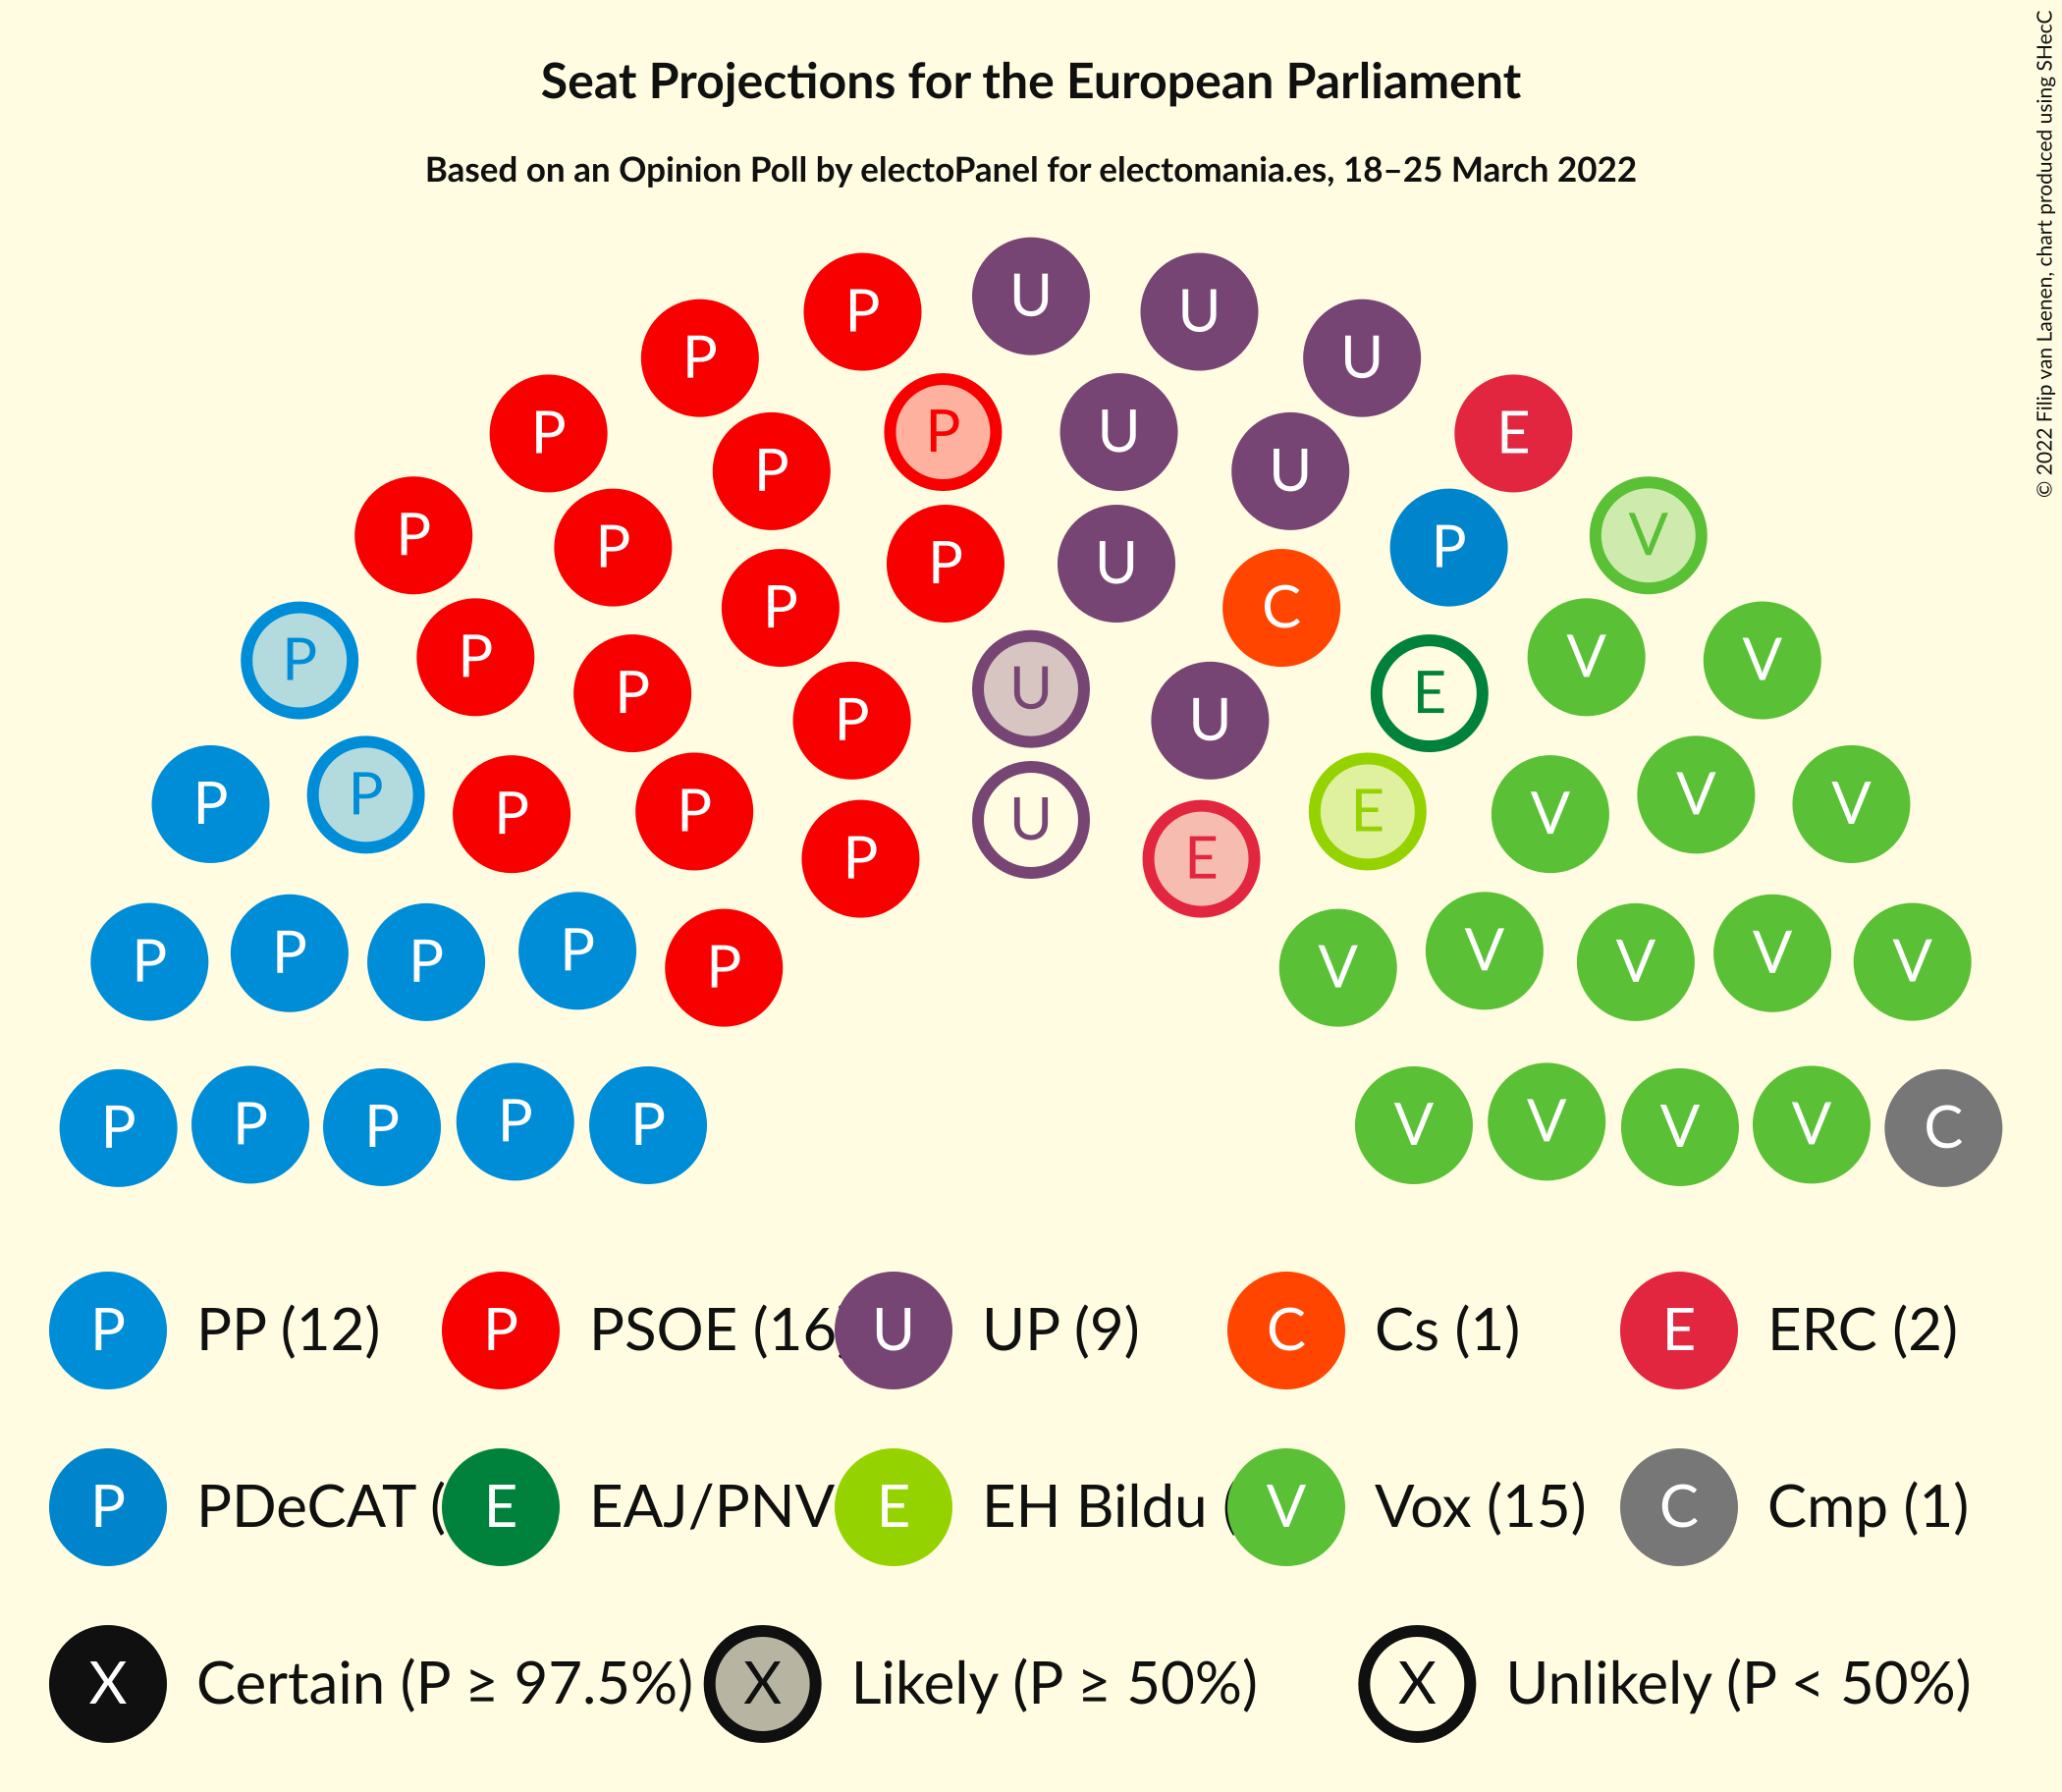 Seat Projections for the European Parliament
Based on an Opinion Poll by electoPanel for electomania.es, 18–25 March 2022
© 2022 Filip van Laenen, chart produced using SHecC
U
P U
P U
P P U E
P U
P P P V
P U
P C
P P V V
P E
U
P U
P P V V
P P V
P E
U
P E
P P P P V V V V
P V
P P P P P V V V V C
P PP (12) P PSOE (16 U UP (9) C Cs (1) E ERC (2)
P PDeCAT ( E EAJ/PNV E EH Bildu ( V Vox (15) C Cmp (1)
X Certain (P ≥ 97.5%) X Likely (P ≥ 50%) X Unlikely (P < 50%)